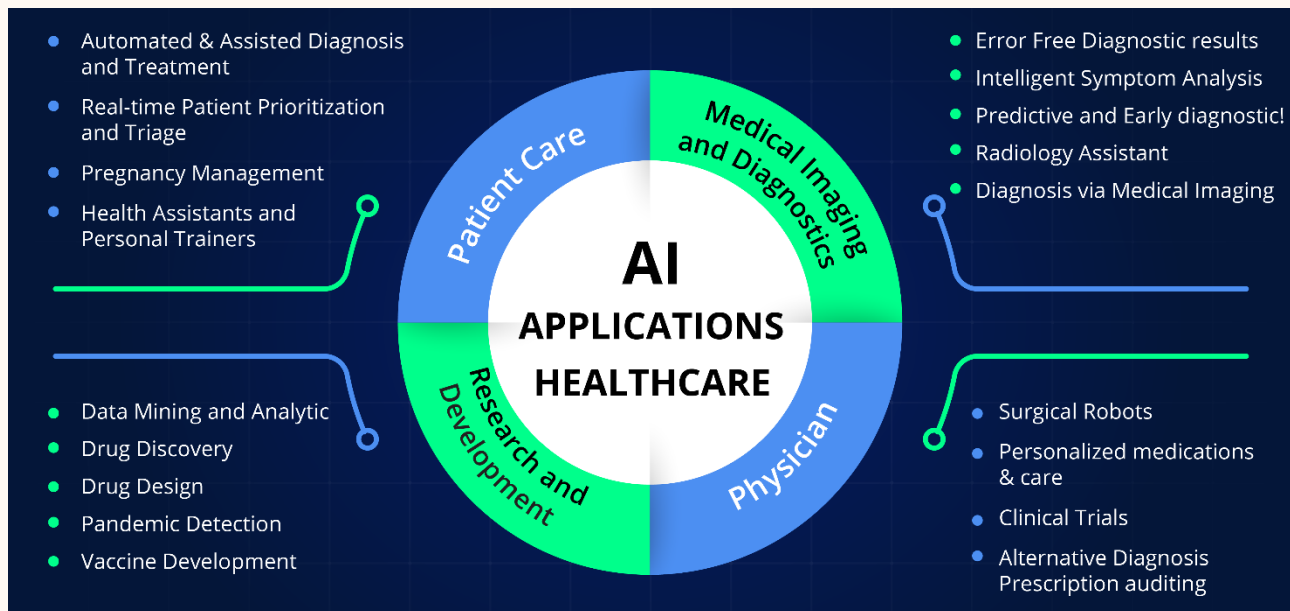 Automated & Assisted Diagnosis
and Treatment
Real-time Patient Prioritization
and Triage
Pregnancy Management
Health Assistants and
Personal Trainers
Patient Care
Medical Imaging
and Diagnostics
Error Free Diagnostic results
Intelligent Symptom Analysis
Predictive and Early diagnostic!
Radiology Assistant
Diagnosis via Medical Imaging
AI
APPLICATIONS
HEALTHCARE
Data Mining and Analytic
Drug Discovery
Drug Design
Pandemic Detection
Vaccine Development
Research and
Development
Physician
Surgical Robots
Personalized medications
& care
Clinical Trials
Alternative Diagnosis
Prescription auditing